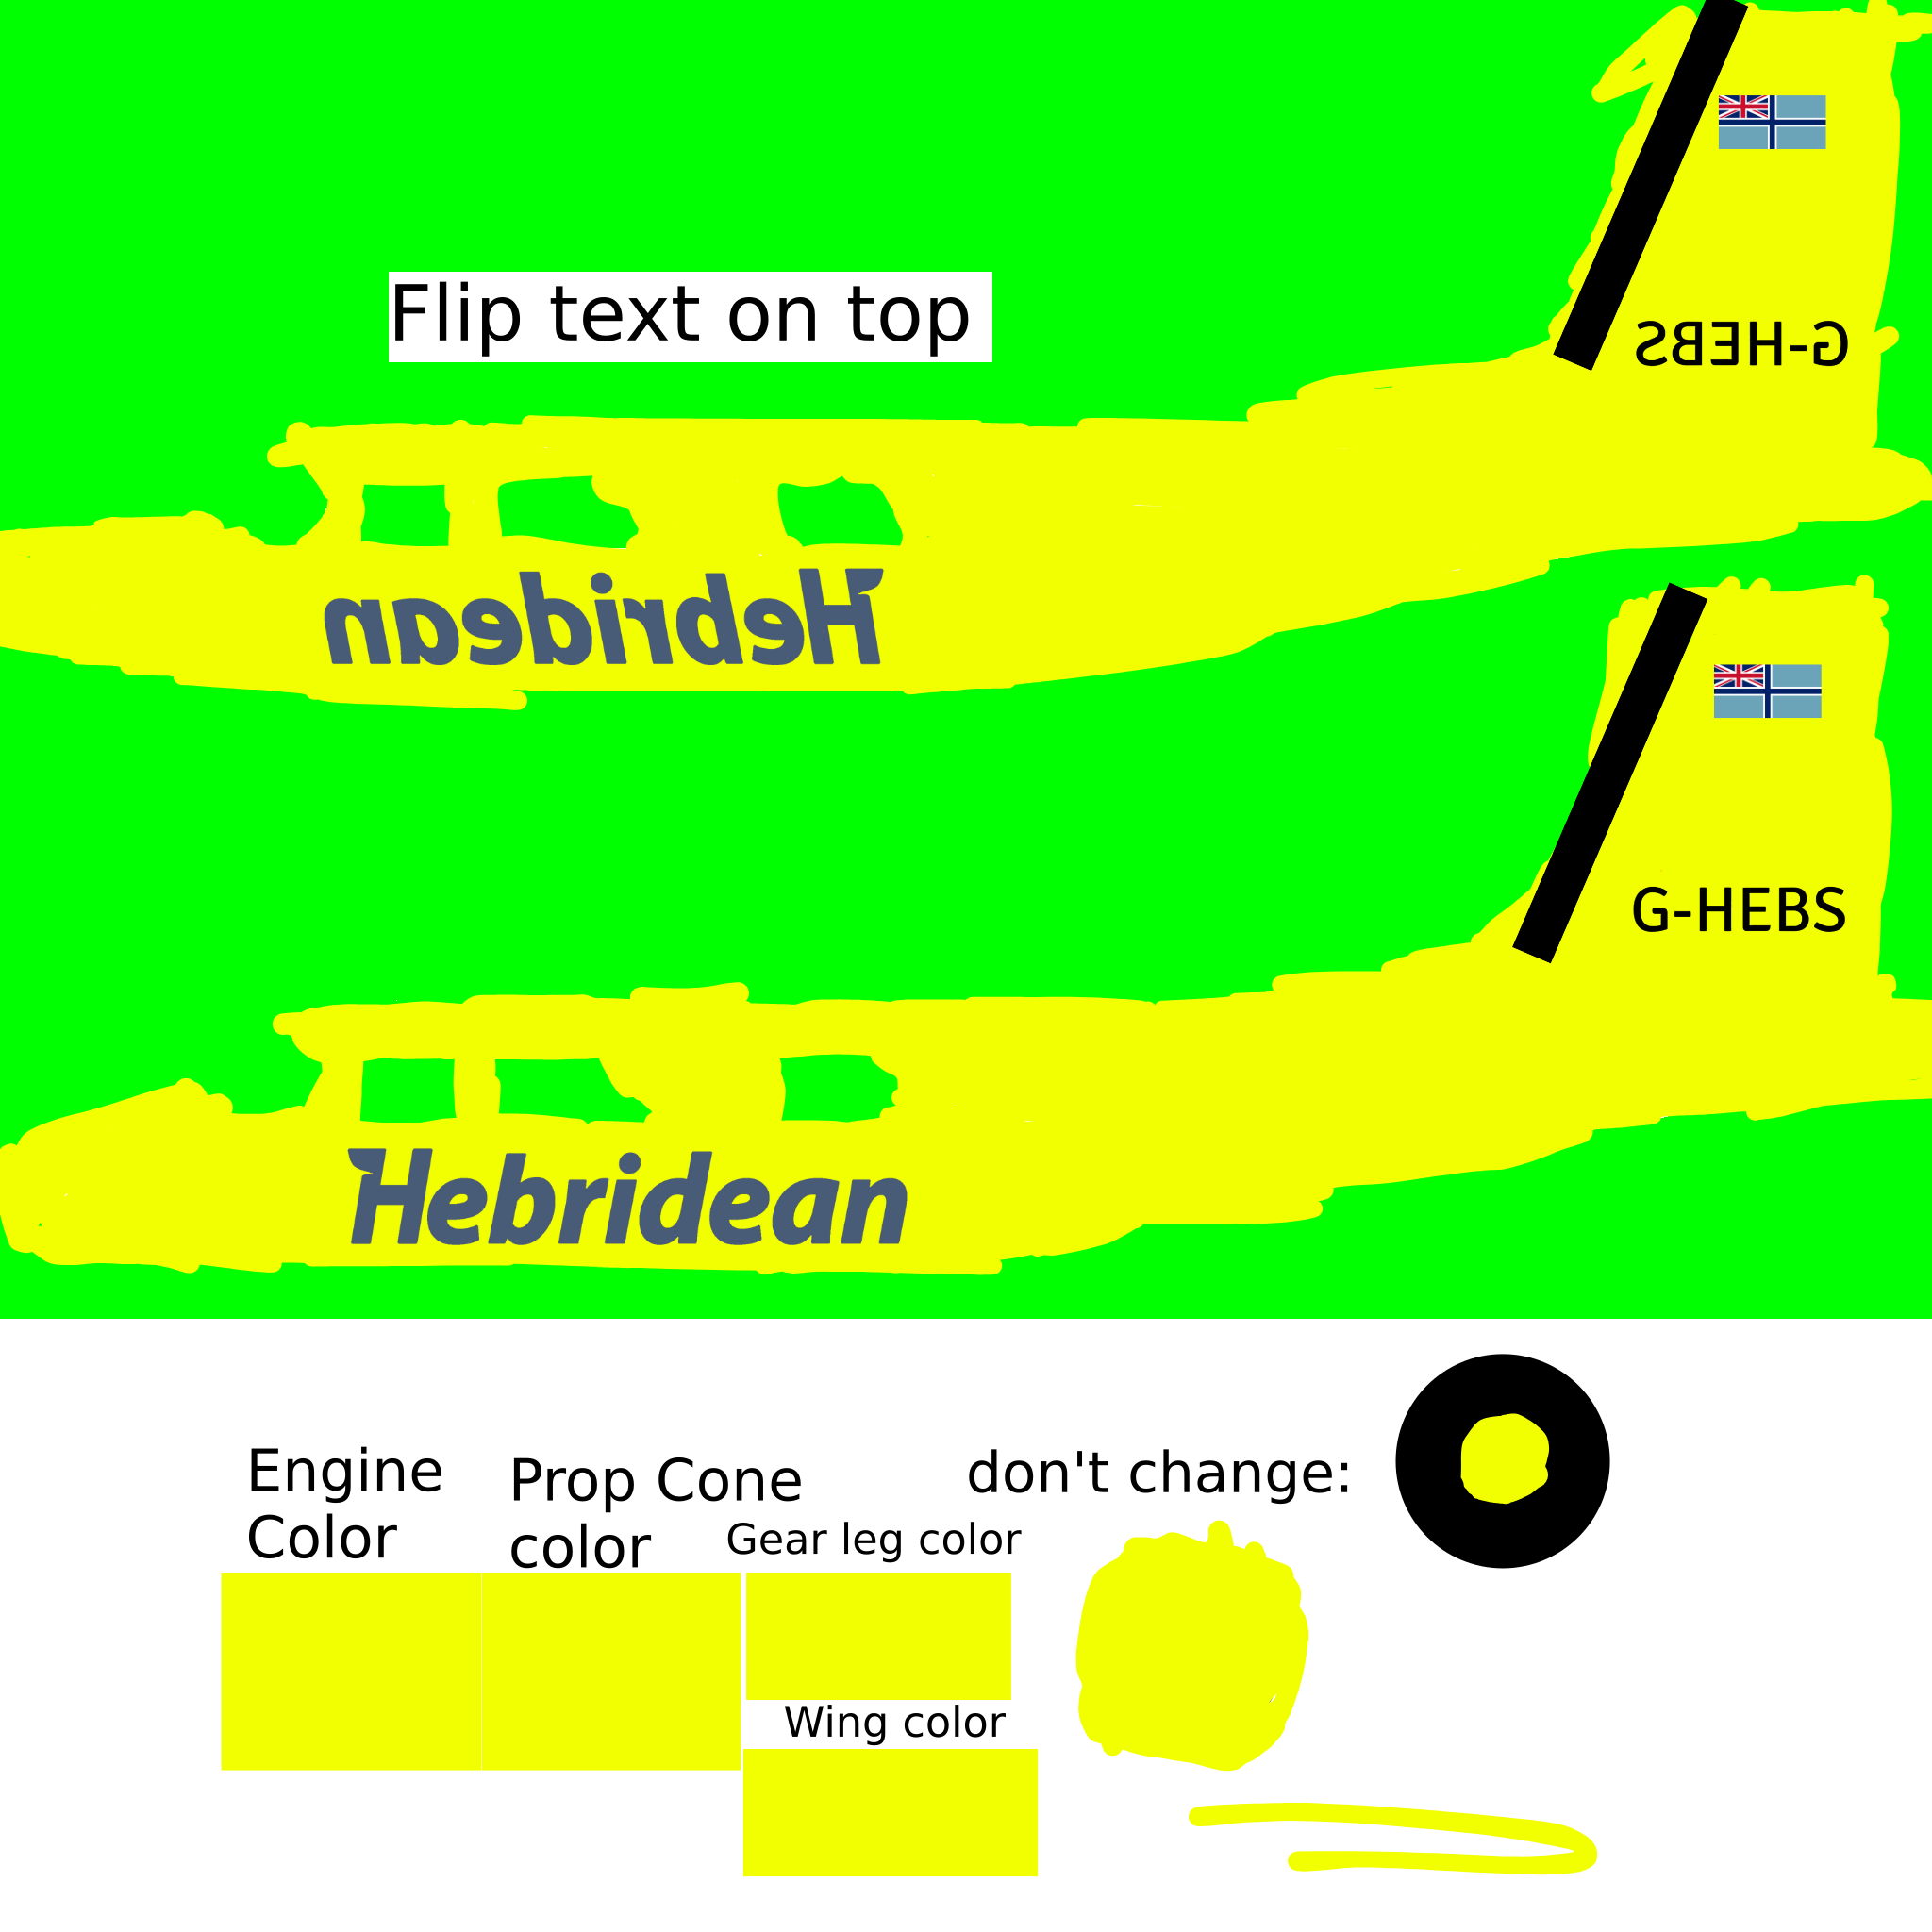 Flip text on top
G-HEBS
Hebridean
G-HEBS
Hebridean
Engine
Color
Prop Cone
color
don't change:
Gear leg color
Wing color